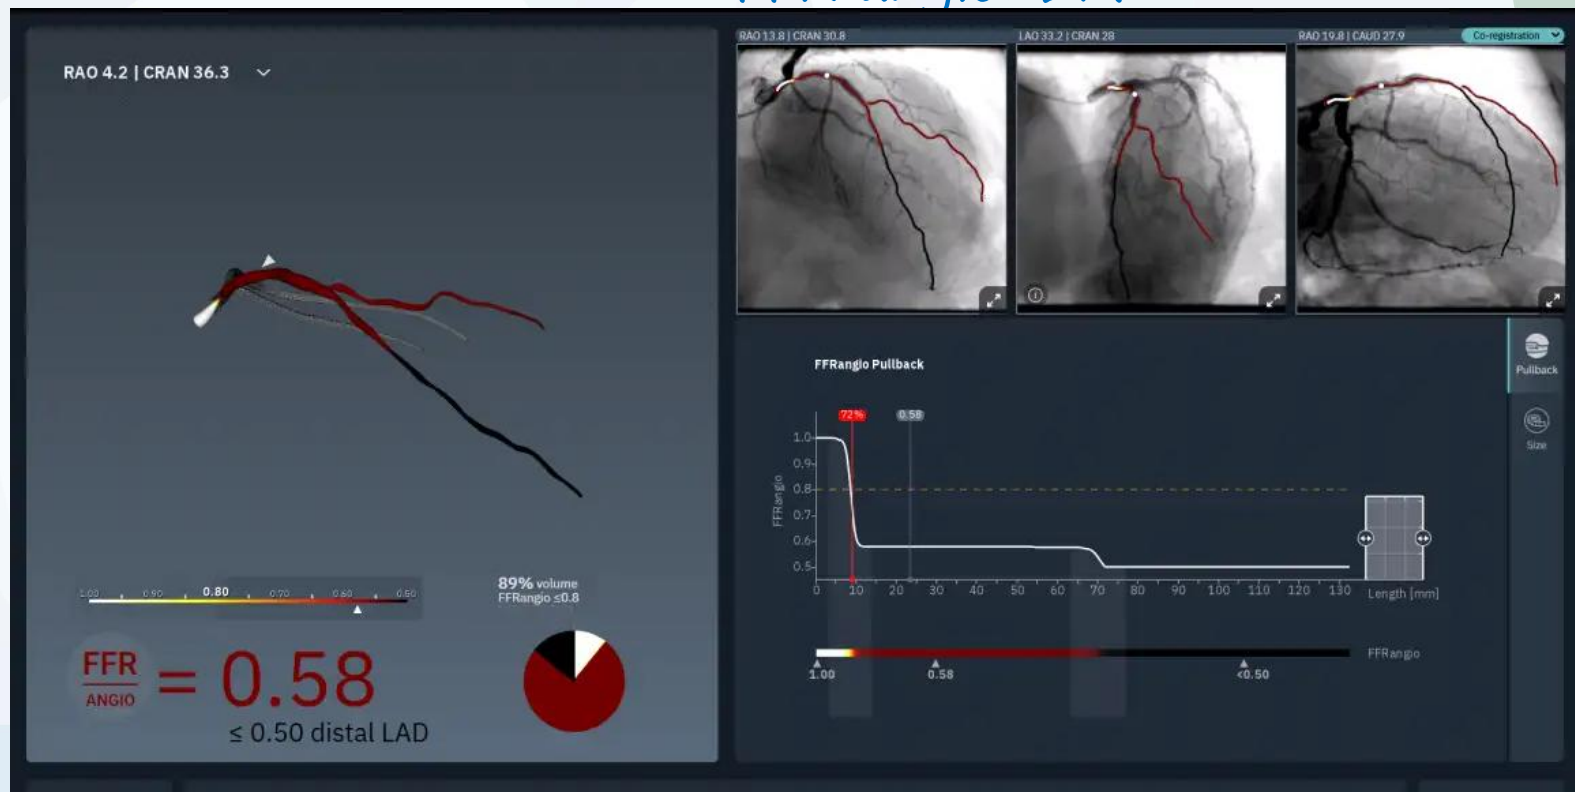 RAO 4.2 | CRAN 36.3
1.00 0.90 0.80 0.70 0.60 0.50
89% volume
FFRangio ≤0.8
FFR
ANGIO
= 0.58
≤ 0.50 distal LAD
RAO 13.8 | CRAN 30.8
LAO 33.2 | CRAN 28
RAO 19.8 | CAUD 27.9
Co-registration
FFRangio Pullback
Pullback
Size
72%
0.58
1.0
0.9
0.8
0.7
0.6
0.5
FFRangio
0 10 20 30 40 50 60 70 80 90 100 110 120 130
Length [mm]
FFRangio
1.00
0.58
<0.50